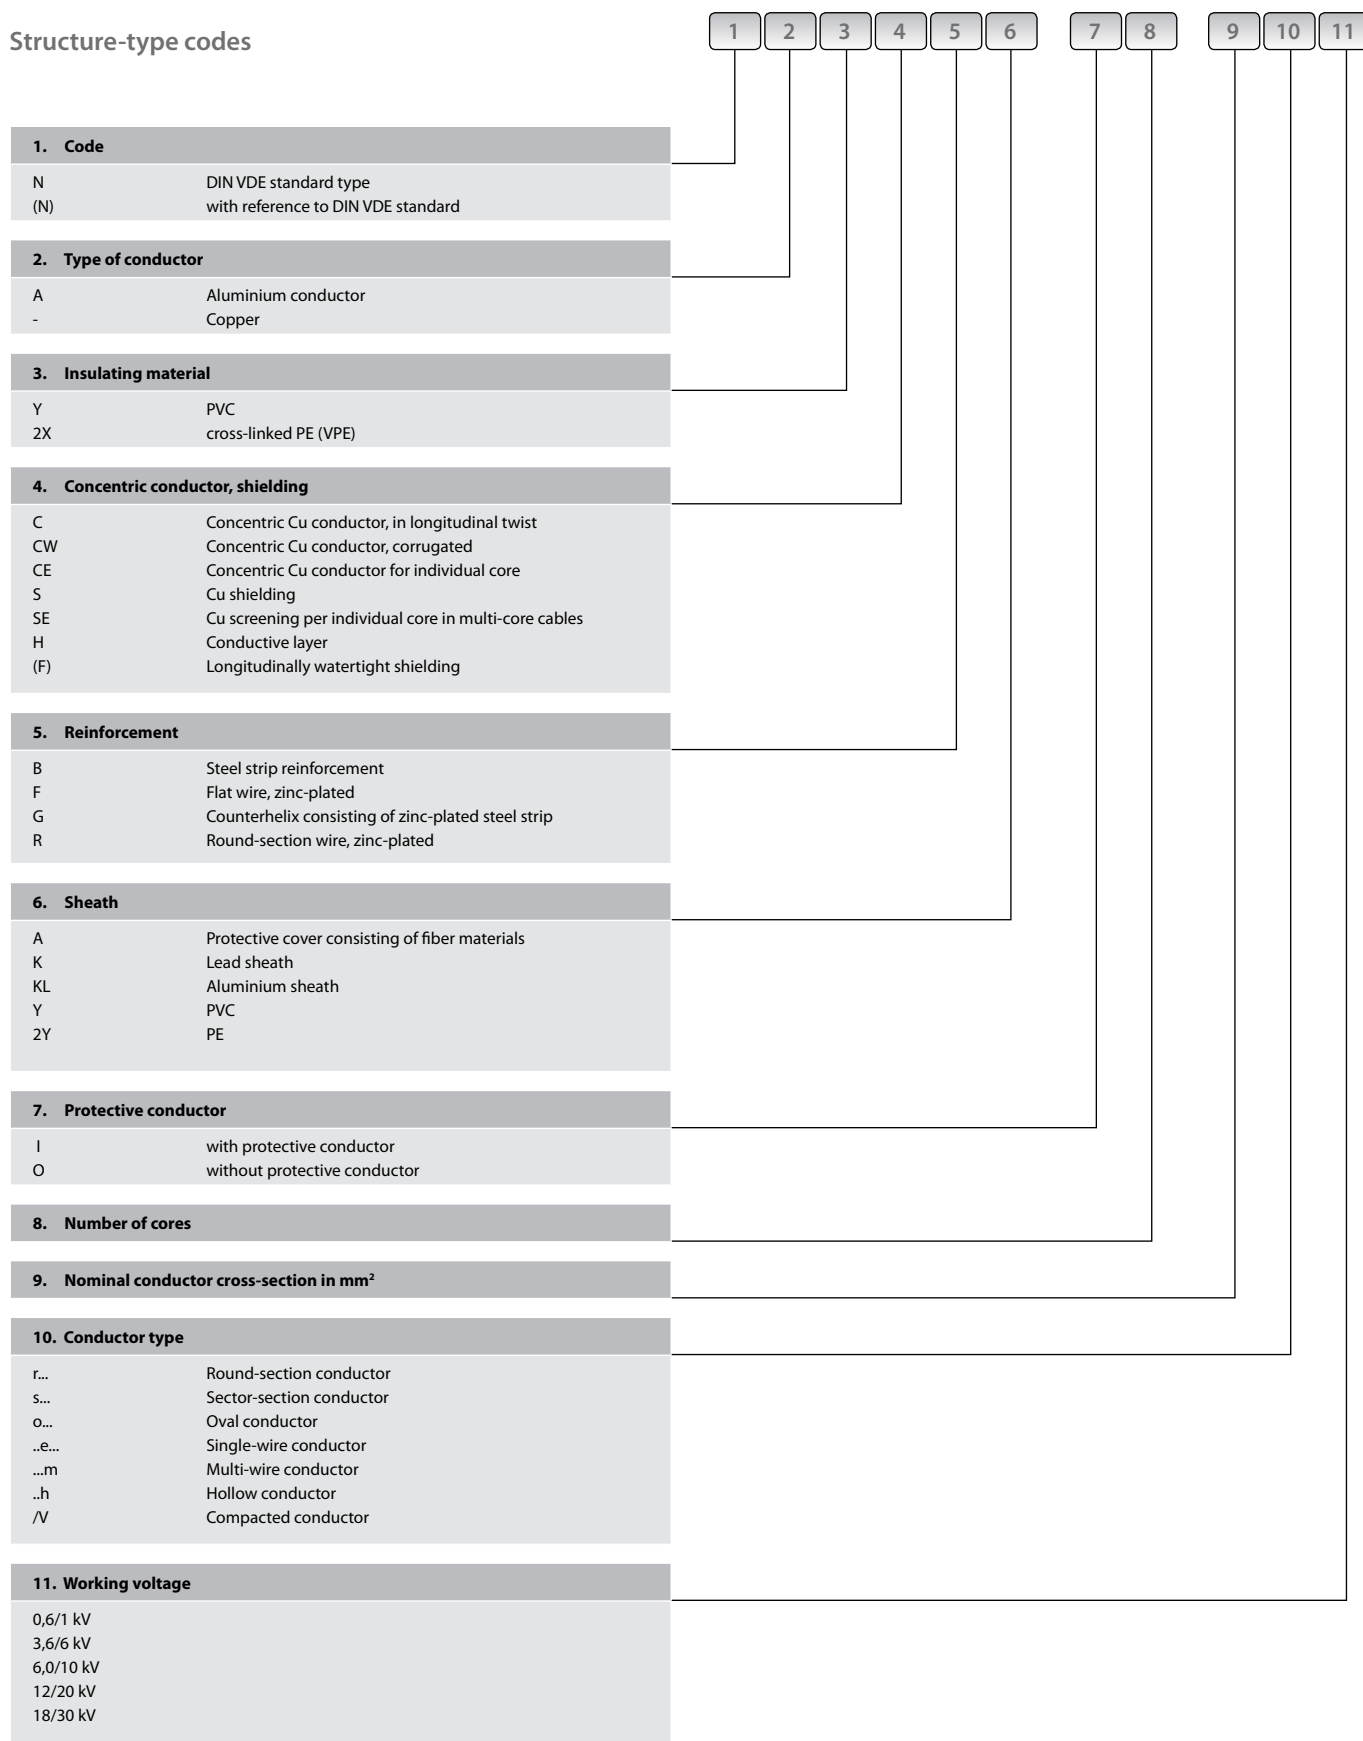 Structure-type codes
1 2 3 4 5 6 7 8 9 10 11
1. Code
N DIN VDE standard type
(N) with reference to DIN VDE standard
2. Type of conductor
A Aluminium conductor
- Copper
3. Insulating material
Y PVC
2X cross-linked PE (VPE)
4. Concentric conductor, shielding
C Concentric Cu conductor, in longitudinal twist
CW Concentric Cu conductor, corrugated
CE Concentric Cu conductor for individual core
S Cu shielding
SE Cu screening per individual core in multi-core cables
H Conductive layer
(F) Longitudinally watertight shielding
5. Reinforcement
B Steel strip reinforcement
F Flat wire, zinc-plated
G Counterhelix consisting of zinc-plated steel strip
R Round-section wire, zinc-plated
6. Sheath
A Protective cover consisting of fiber materials
K Lead sheath
KL Aluminium sheath
Y PVC
2Y PE
7. Protective conductor
I with protective conductor
O without protective conductor
8. Number of cores
9. Nominal conductor cross-section in mm²
10. Conductor type
r... Round-section conductor
s... Sector-section conductor
o... Oval conductor
..e... Single-wire conductor
...m Multi-wire conductor
..h Hollow conductor
/V Compacted conductor
11. Working voltage
0,6/1 kV
3,6/6 kV
6,0/10 kV
12/20 kV
18/30 kV